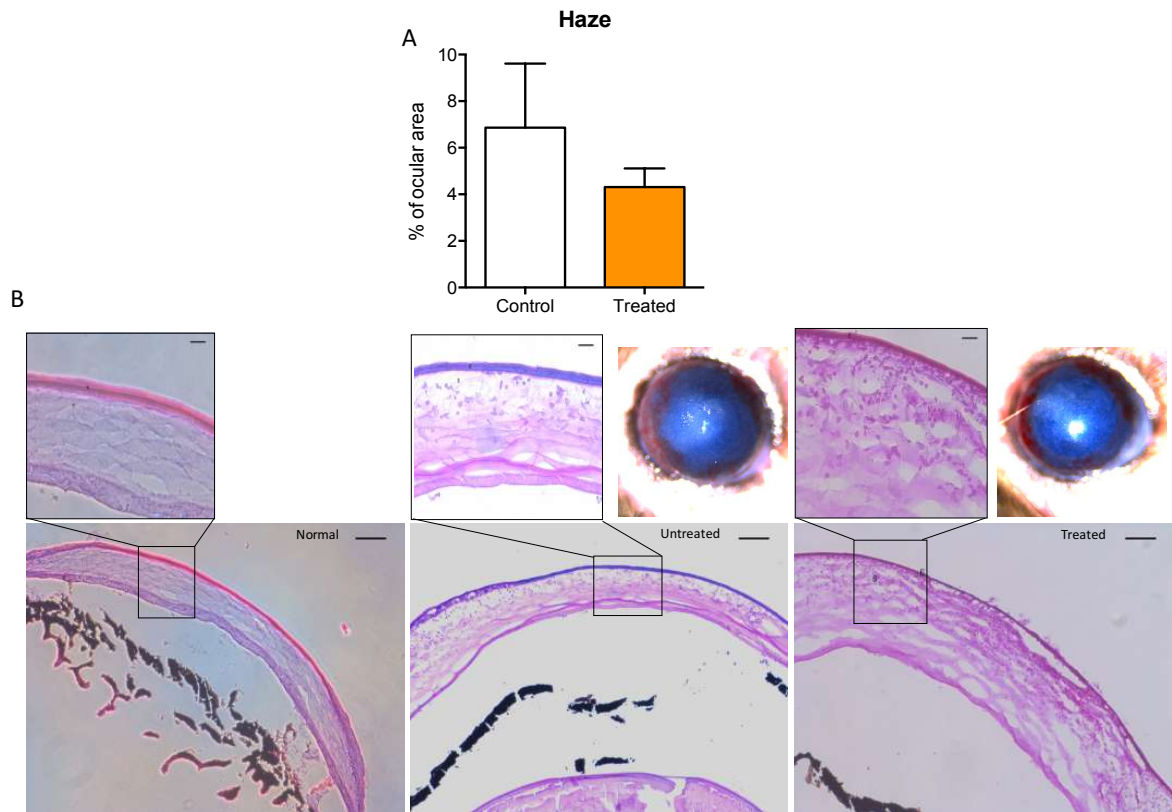 Haze
A
10
8
6
4
2
0
% of ocular area
Control
Treated
B
Normal
Untreated
Treated